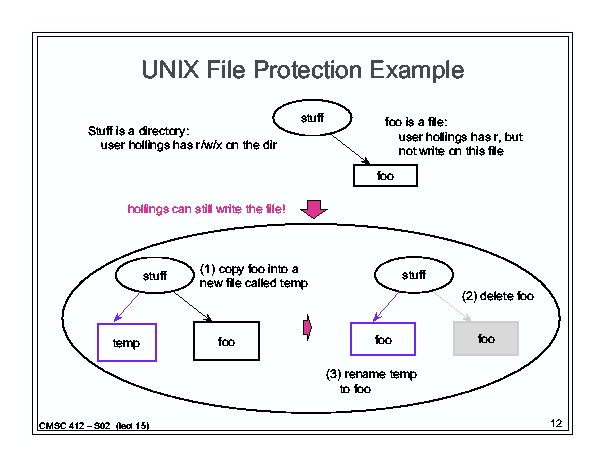 UNIX File Protection Example
stuff
Stuff is a directory:
user hollings has r/w/x on the dir
foo is a file:
user hollings has r, but
not write on this file
foo
hollings can still write the file!
stuff
(1) copy foo into a
new file called temp
temp
foo
stuff
(2) delete foo
foo
foo
(3) rename temp
to foo
CMSC 412 – S02 (lect 15)
12